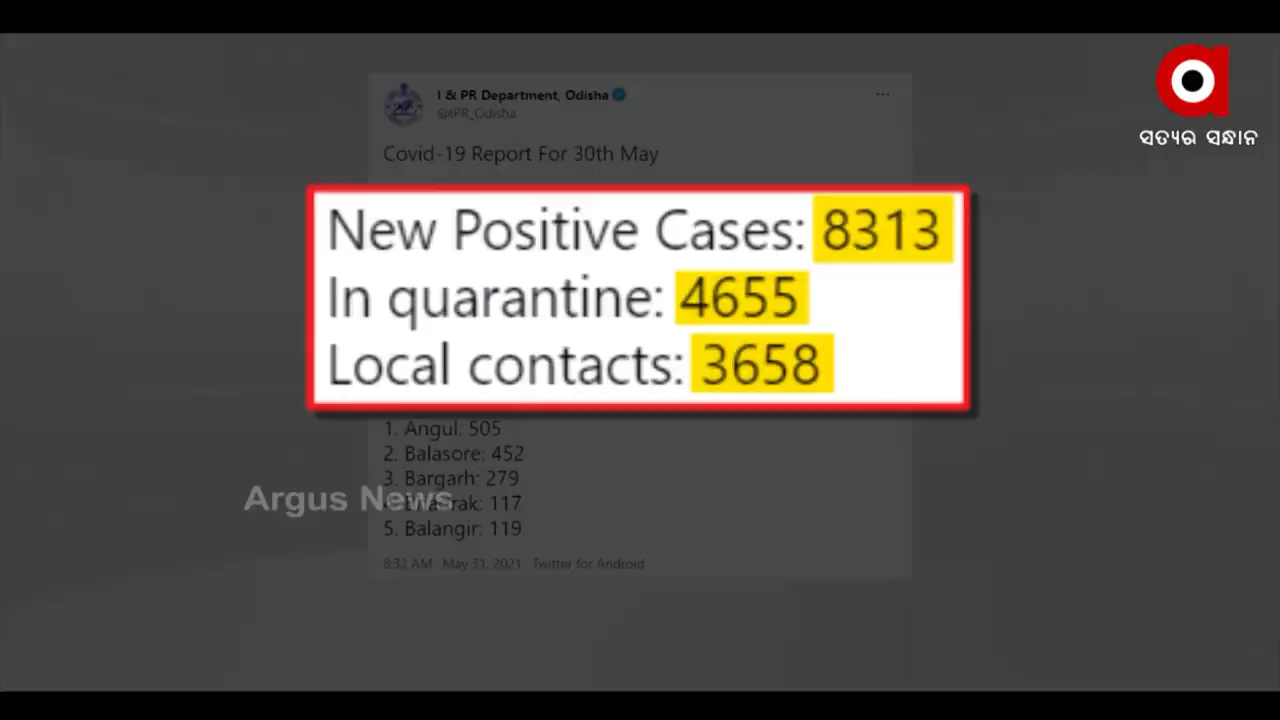 ସତ୍ୟର ସନ୍ଧାନ
I & PR Department, Odisha
@IPR_Odisha
Covid-19 Report For 30th May
New Positive Cases: 8313
In quarantine: 4655
Local contacts: 3658
1. Angul: 505
2. Balasore: 452
3. Bargarh: 279
117
5. Balangir: 119
Argus News
8:32 AM · May 31, 2021 · Twitter for Android